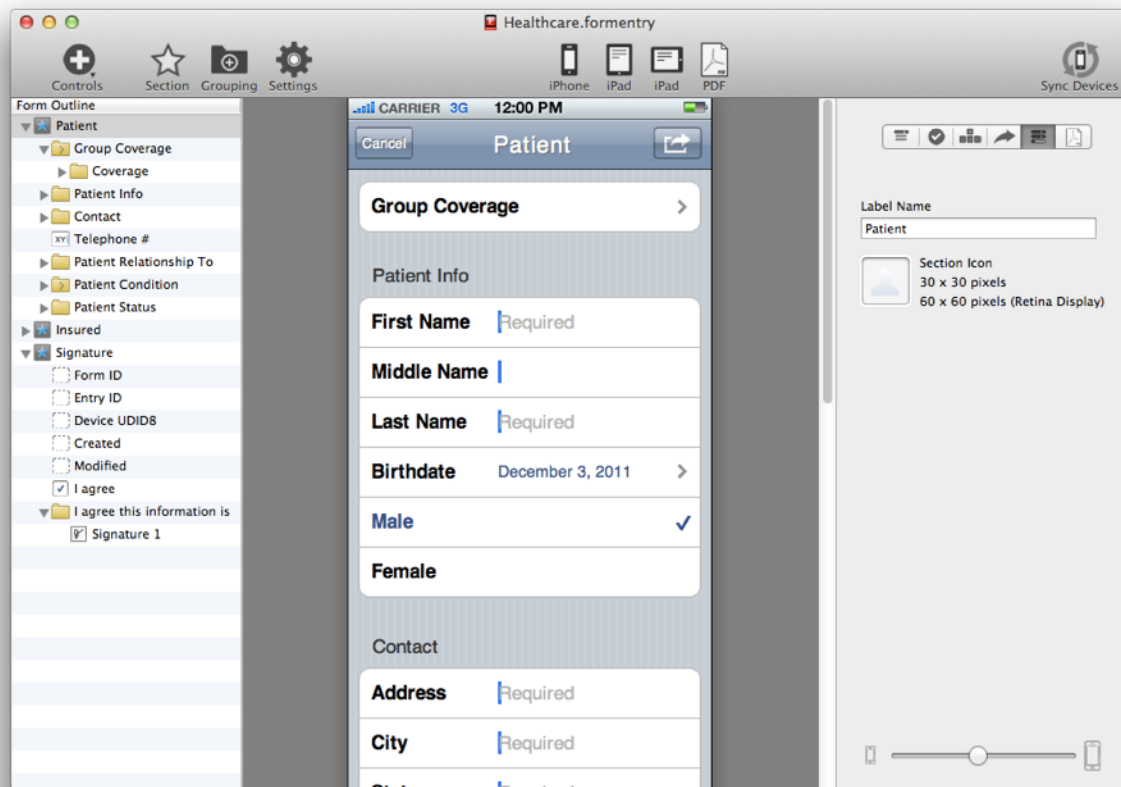 Healthcare.formentry
Controls
Section
Grouping
Settings
iPhone
iPad
iPad
PDF
Sync Devices
Form Outline
Patient
Group Coverage
Coverage
Patient Info
Contact
XY Telephone #
Patient Relationship To
Patient Condition
Patient Status
Insured
Signature
Form ID
Entry ID
Device UDID8
Created
Modified
I agree
I agree this information is
Signature 1
CARRIER 3G 12:00 PM
Cancel Patient
Group Coverage
Patient Info
First Name Required
Middle Name
Last Name Required
Birthdate December 3, 2011
Male
Female
Contact
Address Required
City Required
Label Name
Patient
Section Icon
30 x 30 pixels
60 x 60 pixels (Retina Display)